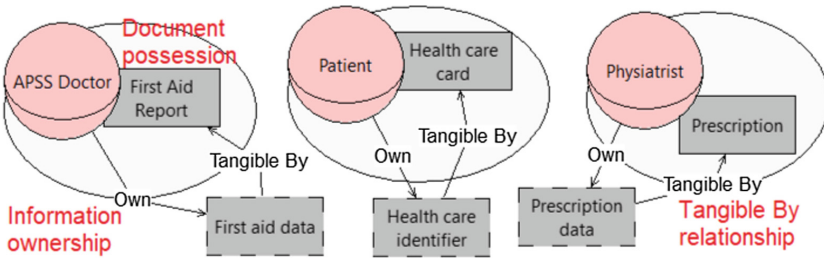 Document
possession
APSS Doctor
First Aid
Report
Tangible By
Own
Information
ownership
First aid data
Patient
Health care
card
Tangible By
Own
Health care
identifier
Physiatrist
Prescription
Own
Tangible By
Prescription
data
Tangible By
relationship